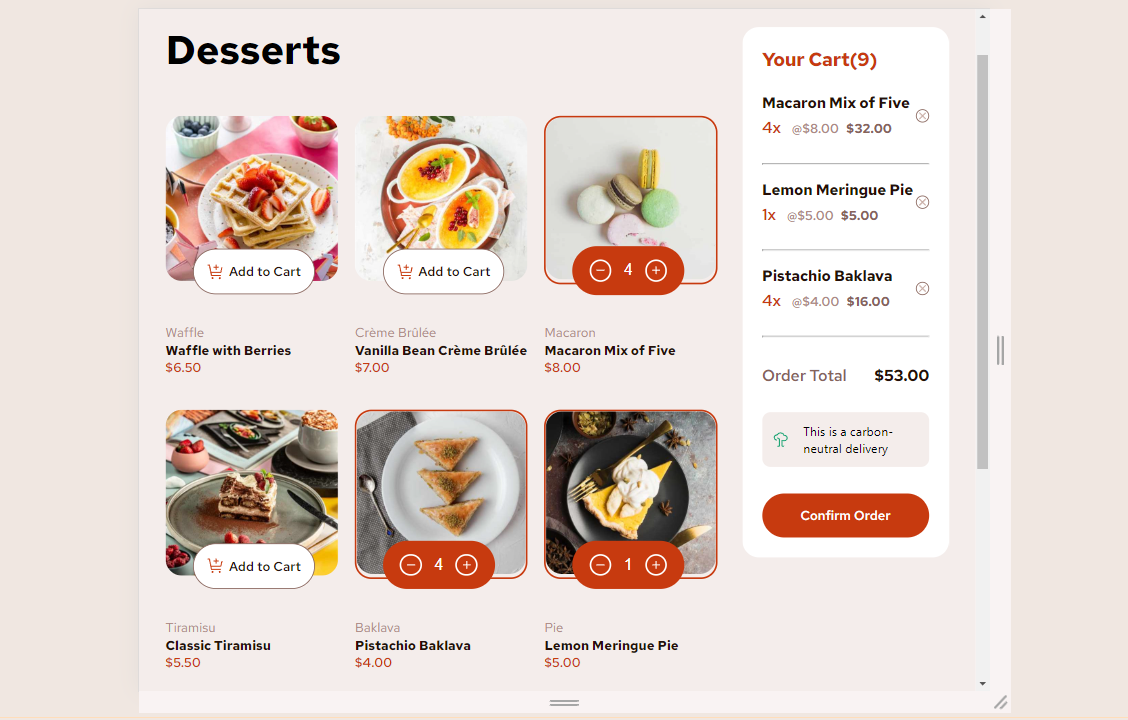 Desserts
Add to Cart
Add to Cart
4
Waffle
Waffle with Berries
$6.50
Crème Brûlée
Vanilla Bean Crème Brûlée
$7.00
Macaron
Macaron Mix of Five
$8.00
Add to Cart
4
1
Tiramisu
Classic Tiramisu
$5.50
Baklava
Pistachio Baklava
$4.00
Pie
Lemon Meringue Pie
$5.00
Your Cart(9)
Macaron Mix of Five
4x @$8.00 $32.00
Lemon Meringue Pie
1x @$5.00 $5.00
Pistachio Baklava
4x @$4.00 $16.00
Order Total $53.00
This is a carbon-
neutral delivery
Confirm Order